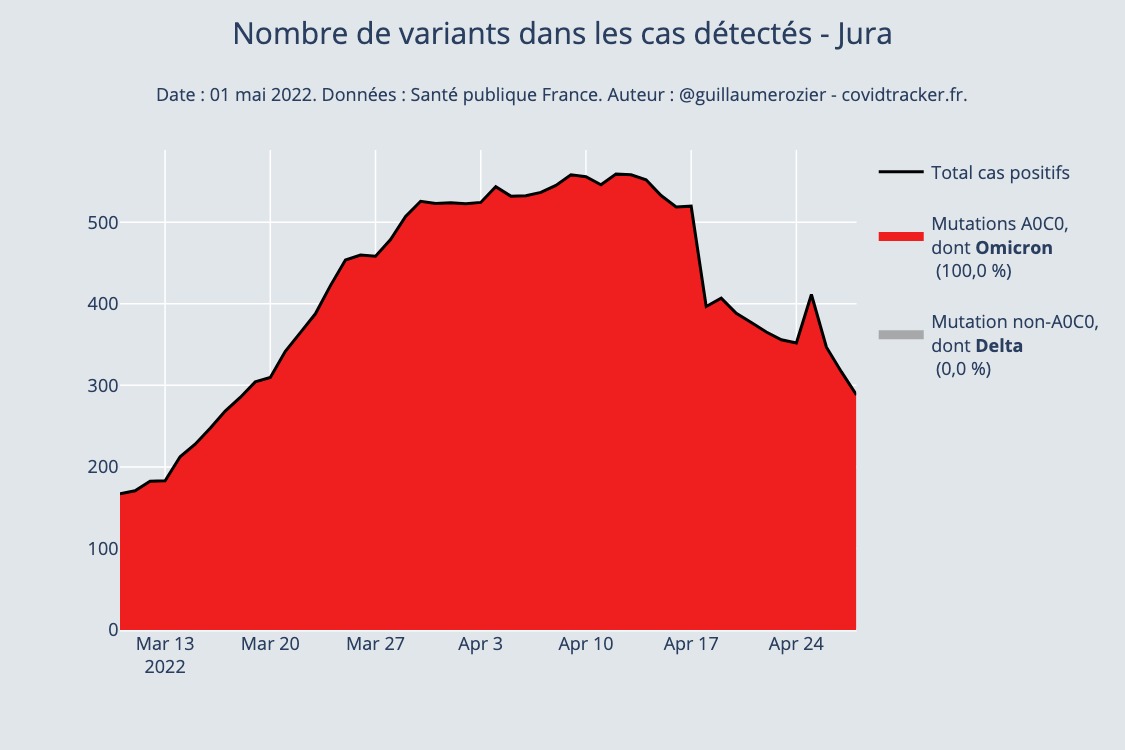 Nombre de variants dans les cas détectés - Jura
Date : 01 mai 2022. Données : Santé publique France. Auteur : @guillaumerozier - covidtracker.fr.
Total cas positifs
Mutations A0C0,
dont Omicron
(100,0 %)
Mutation non-A0C0,
dont Delta
(0,0 %)
500
400
300
200
100
0
Mar 13 Mar 20 Mar 27 Apr 3 Apr 10 Apr 17 Apr 24
2022